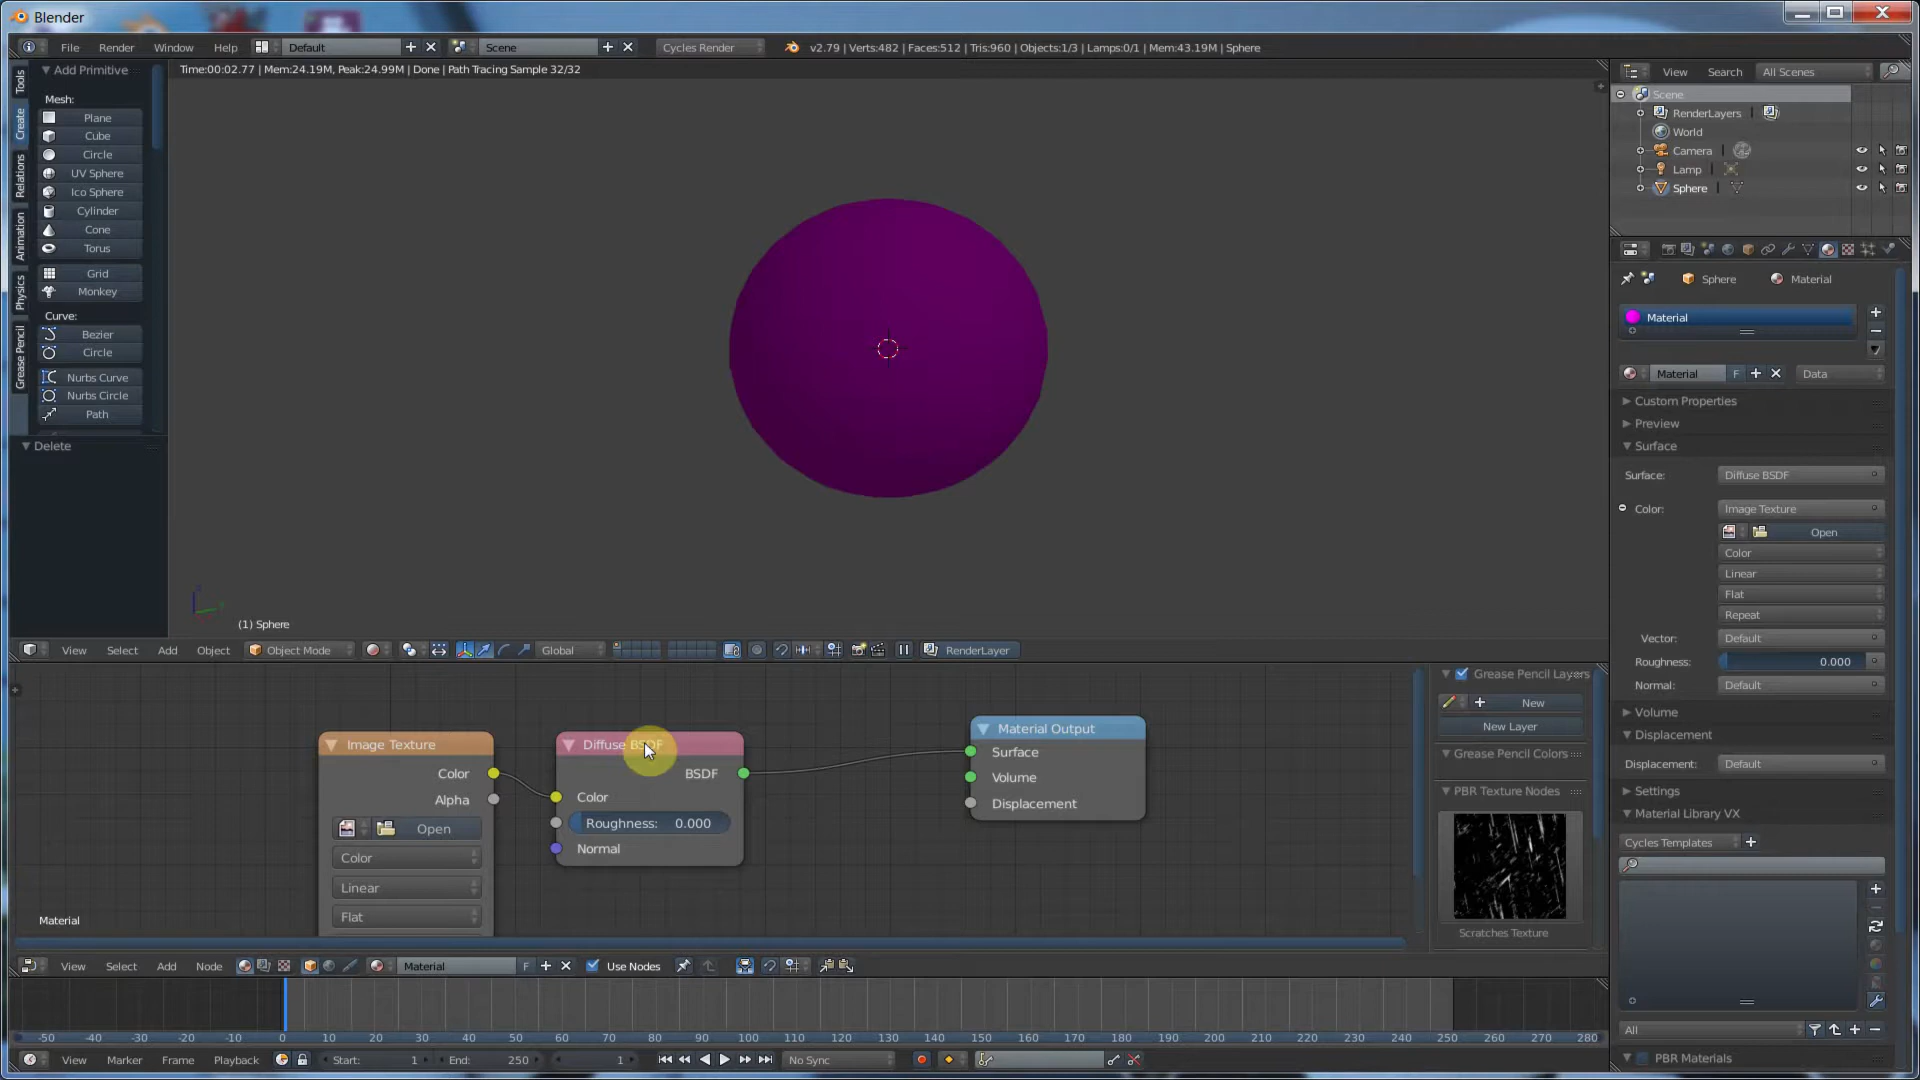 Blender
File Render Window Help Default Scene Cycles Render v2.79 | Verts:482 | Faces:512 | Tris:960 | Objects:1/3 | Lamps:0/1 | Mem:43.19M | Sphere
Time:00:02.77 | Mem:24.19M, Peak:24.99M | Done | Path Tracing Sample 32/32
Tools
Create
Relations
Animation
Physics
Grease Pencil
Add Primitive
Mesh:
Plane
Cube
Circle
UV Sphere
Ico Sphere
Cylinder
Cone
Torus
Grid
Monkey
Curve:
Bezier
Circle
Nurbs Curve
Nurbs Circle
Path
Delete
(1) Sphere
View Select Add Object Object Mode Global RenderLayer
View Search All Scenes
Scene
RenderLayers
World
Camera
Lamp
Sphere
Sphere Material
Material
Material F Data
Custom Properties
Preview
Surface
Surface: Diffuse BSDF
Color: Image Texture
Open
Color
Linear
Flat
Repeat
Vector: Default
Roughness: 0.000
Normal: Default
Volume
Displacement
Displacement: Default
Settings
Material Library VX
Cycles Templates
All
PBR Materials
Image Texture
Color
Alpha
Open
Color
Linear
Flat
Diffuse BSDF
BSDF
Color
Roughness: 0.000
Normal
Material Output
Surface
Volume
Displacement
Grease Pencil Layers
New
New Layer
Grease Pencil Colors
PBR Texture Nodes
Scratches Texture
Material
View Select Add Node Material F Use Nodes
-50 -40 -30 -20 -10 0 10 20 30 40 50 60 70 80 90 100 110 120 130 140 150 160 170 180 190 200 210 220 230 240 250 260 270 280
View Marker Frame Playback Start: 1 End: 250 1 No Sync